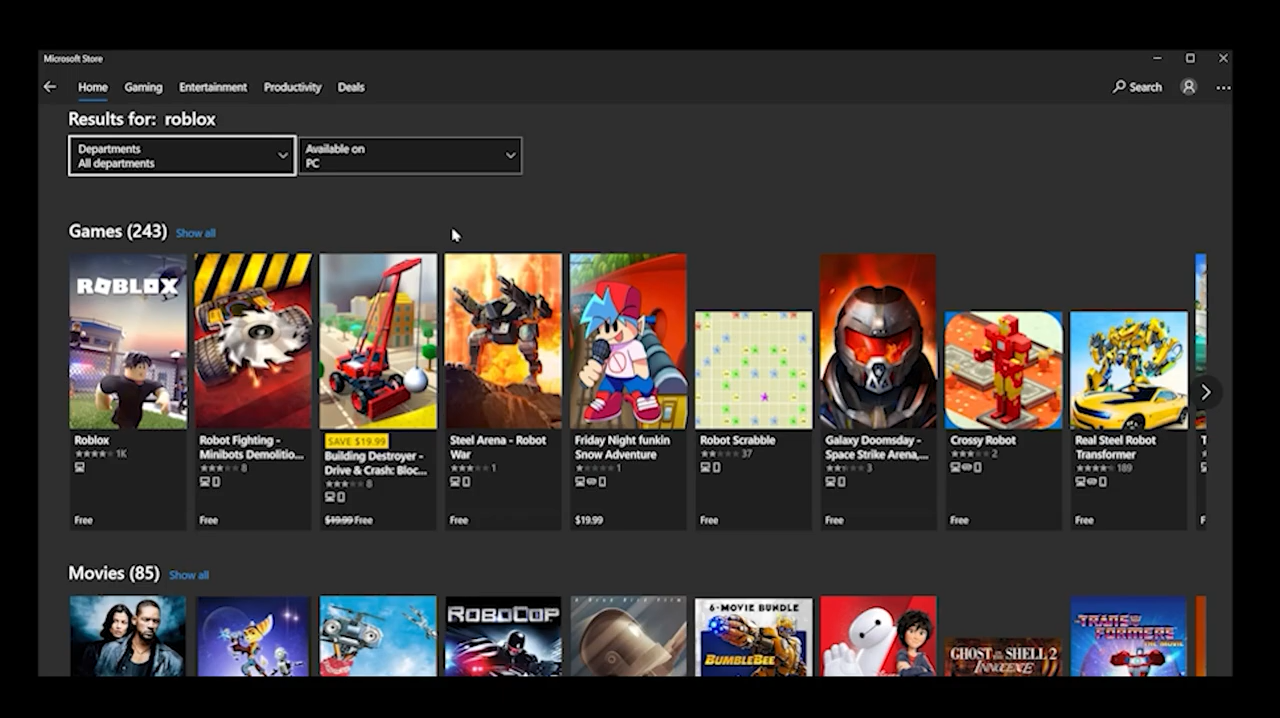 Microsoft Store
Home Gaming Entertainment Productivity Deals Search
Results for: roblox
Departments
All departments
Available on
PC
Games (243) Show all
ROBLOX
Roblox
1K
Free
Robot Fighting -
Minibots Demolitio...
8
Free
SAVE $19.99
Building Destroyer -
Drive & Crash: Bloc...
8
$19.99 Free
Steel Arena - Robot
War
1
Free
Friday Night funkin
Snow Adventure
1
$19.99
Robot Scrabble
37
Free
Galaxy Doomsday -
Space Strike Arena,...
3
Free
Crossy Robot
2
Free
Real Steel Robot
Transformer
189
Free
T
F
Movies (85) Show all
ROBOCOP
6-MOVIE BUNDLE
BUMBLEBEE
GHOST IN THE SHELL 2
INNOCENCE
TRANS
FORMERS
THE MOVIE